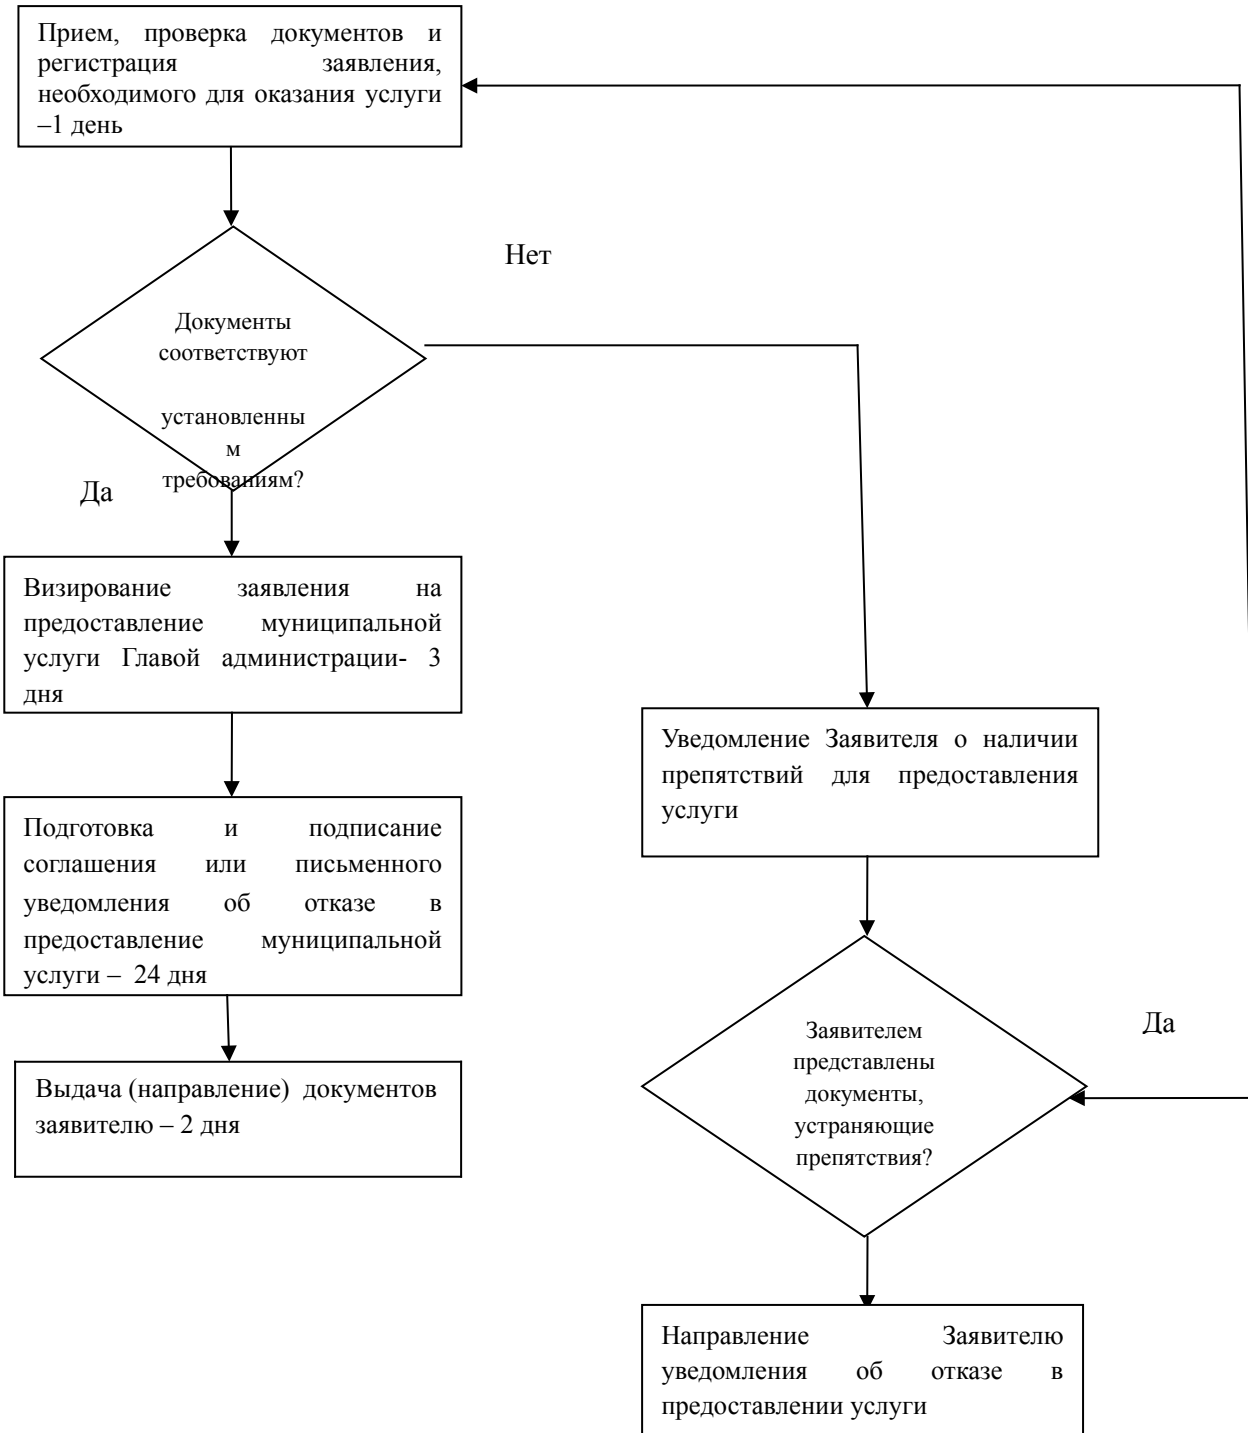 Прием, проверка документов и
регистрация заявления,
необходимого для оказания услуги
–1 день
Нет
Документы
соответствуют
установленны
м
требованиям?
Да
Визирование заявления на
предоставление муниципальной
услуги Главой администрации- 3
дня
Уведомление Заявителя о наличии
препятствий для предоставления
услуги
Подготовка и подписание
соглашения или письменного
уведомления об отказе в
предоставление муниципальной
услуги – 24 дня
Заявителем
представлены
документы,
устраняющие
препятствия?
Да
Выдача (направление) документов
заявителю – 2 дня
Направление Заявителю
уведомления об отказе в
предоставлении услуги